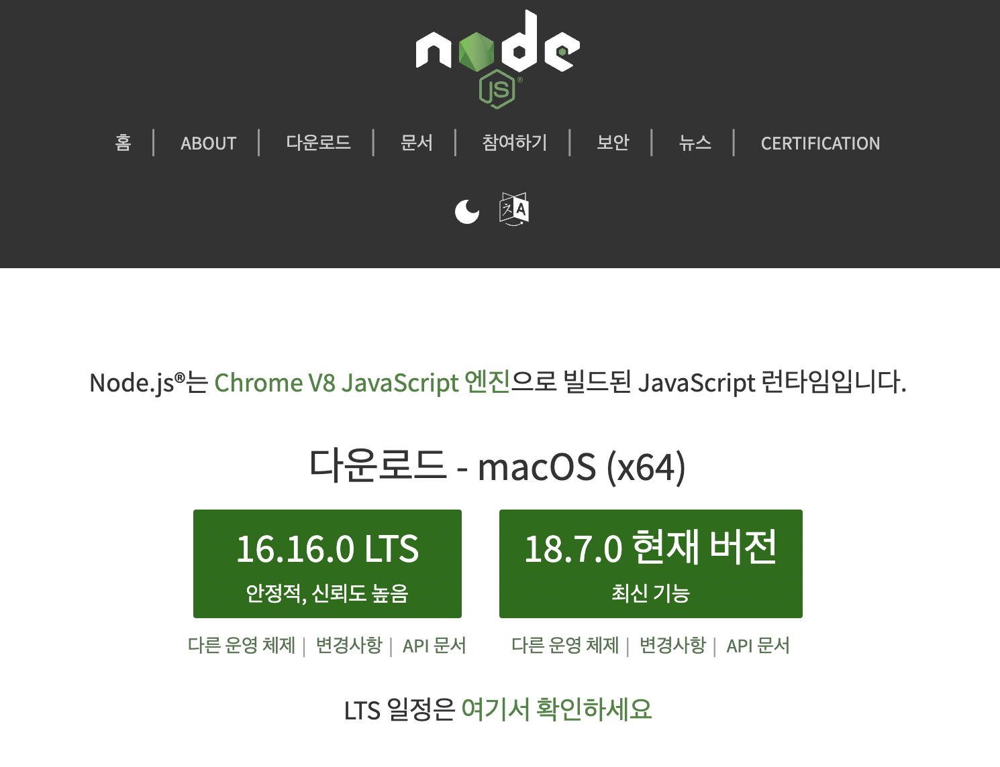 node
JS®
홈 | ABOUT | 다운로드 | 문서 | 참여하기 | 보안 | 뉴스 | CERTIFICATION
文A
Node.js®는 Chrome V8 JavaScript 엔진으로 빌드된 JavaScript 런타임입니다.
다운로드 - macOS (x64)
16.16.0 LTS
안정적, 신뢰도 높음
다른 운영 체제 | 변경사항 | API 문서
18.7.0 현재 버전
최신 기능
다른 운영 체제 | 변경사항 | API 문서
LTS 일정은 여기서 확인하세요